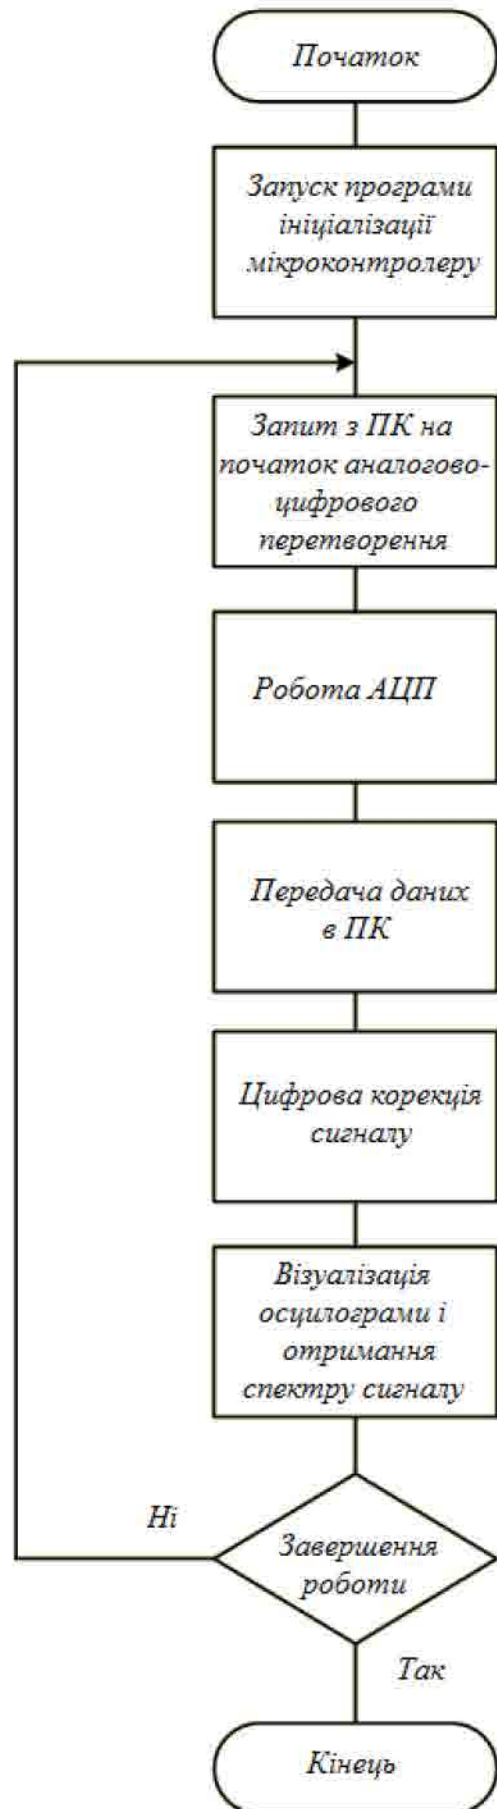 Початок
Запуск програми
ініціалізації
мікроконтролеру
Запит з ПК на
початок аналогово-
цифрового
перетворення
Робота АЦП
Передача даних
в ПК
Цифрова корекція
сигналу
Візуалізація
осцилограми і
отримання
спектру сигналу
Ні
Завершення
роботи
Так
Кінець